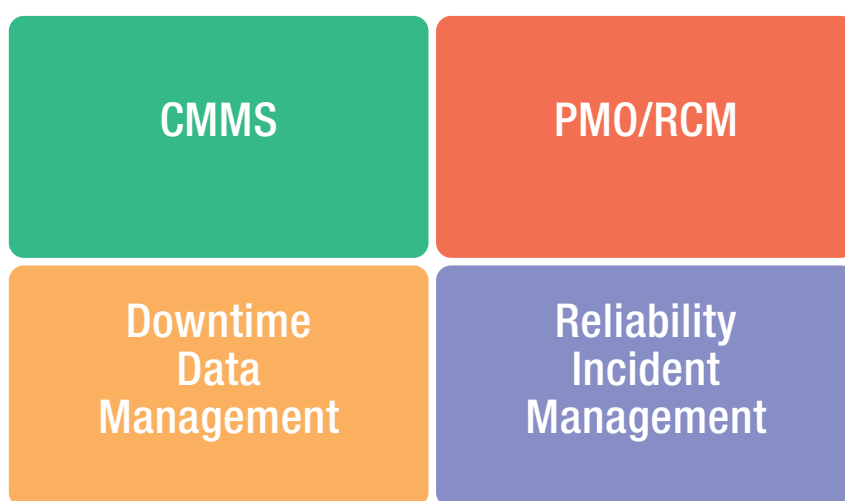 CMMS
PMO/RCM
Downtime
Data
Management
Reliability
Incident
Management